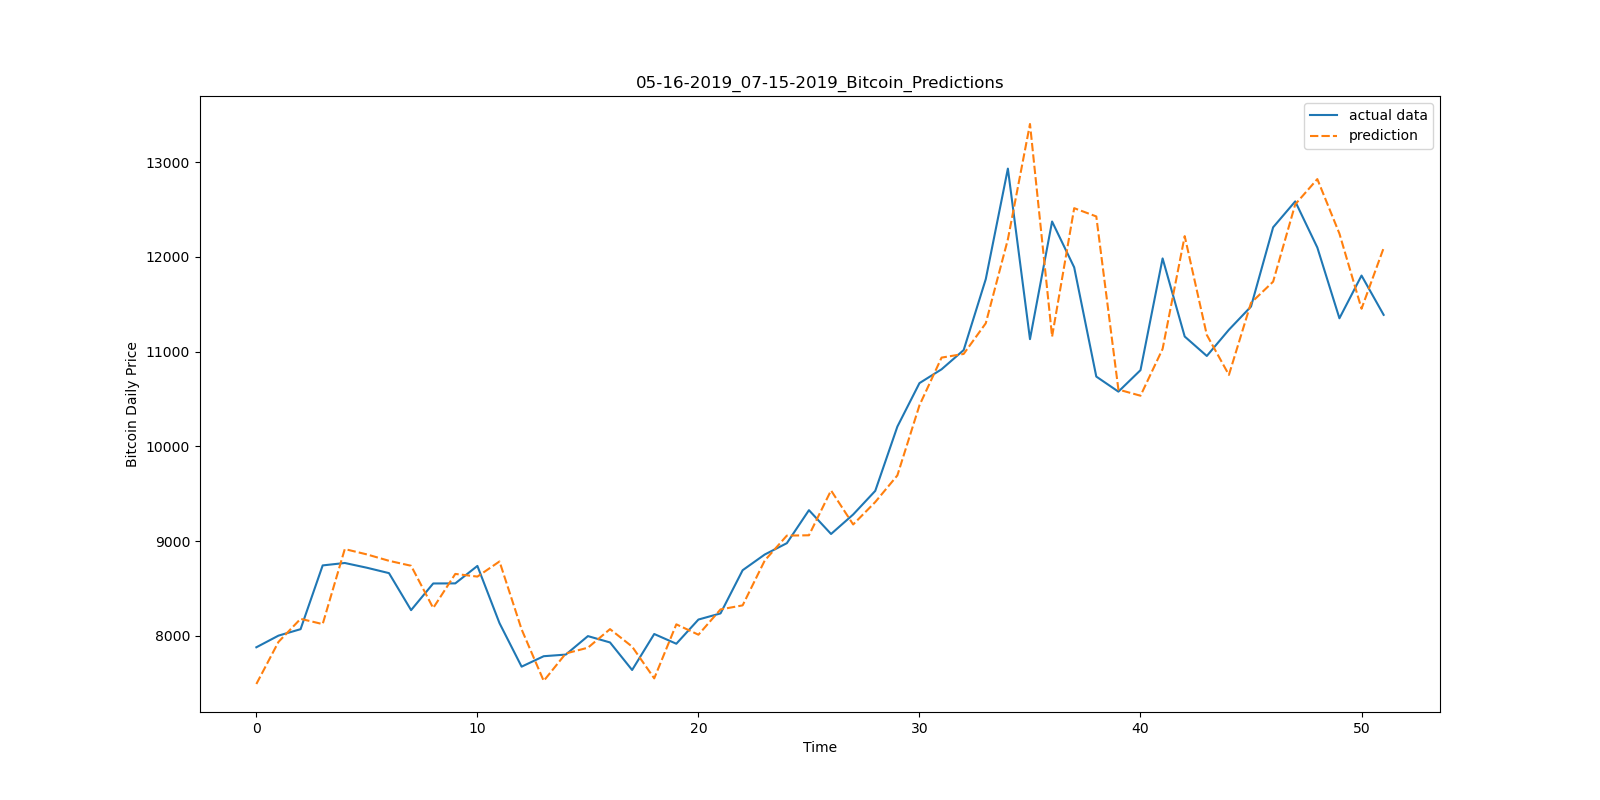 05-16-2019_07-15-2019_Bitcoin_Predictions
actual data
prediction
13000
12000
11000
10000
9000
8000
Bitcoin Daily Price
0 10 20 30 40 50
Time